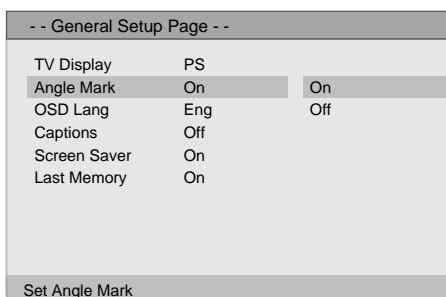 - - General Setup Page - -
TV Display PS
Angle Mark On On
OSD Lang Eng Off
Captions Off
Screen Saver On
Last Memory On
Set Angle Mark